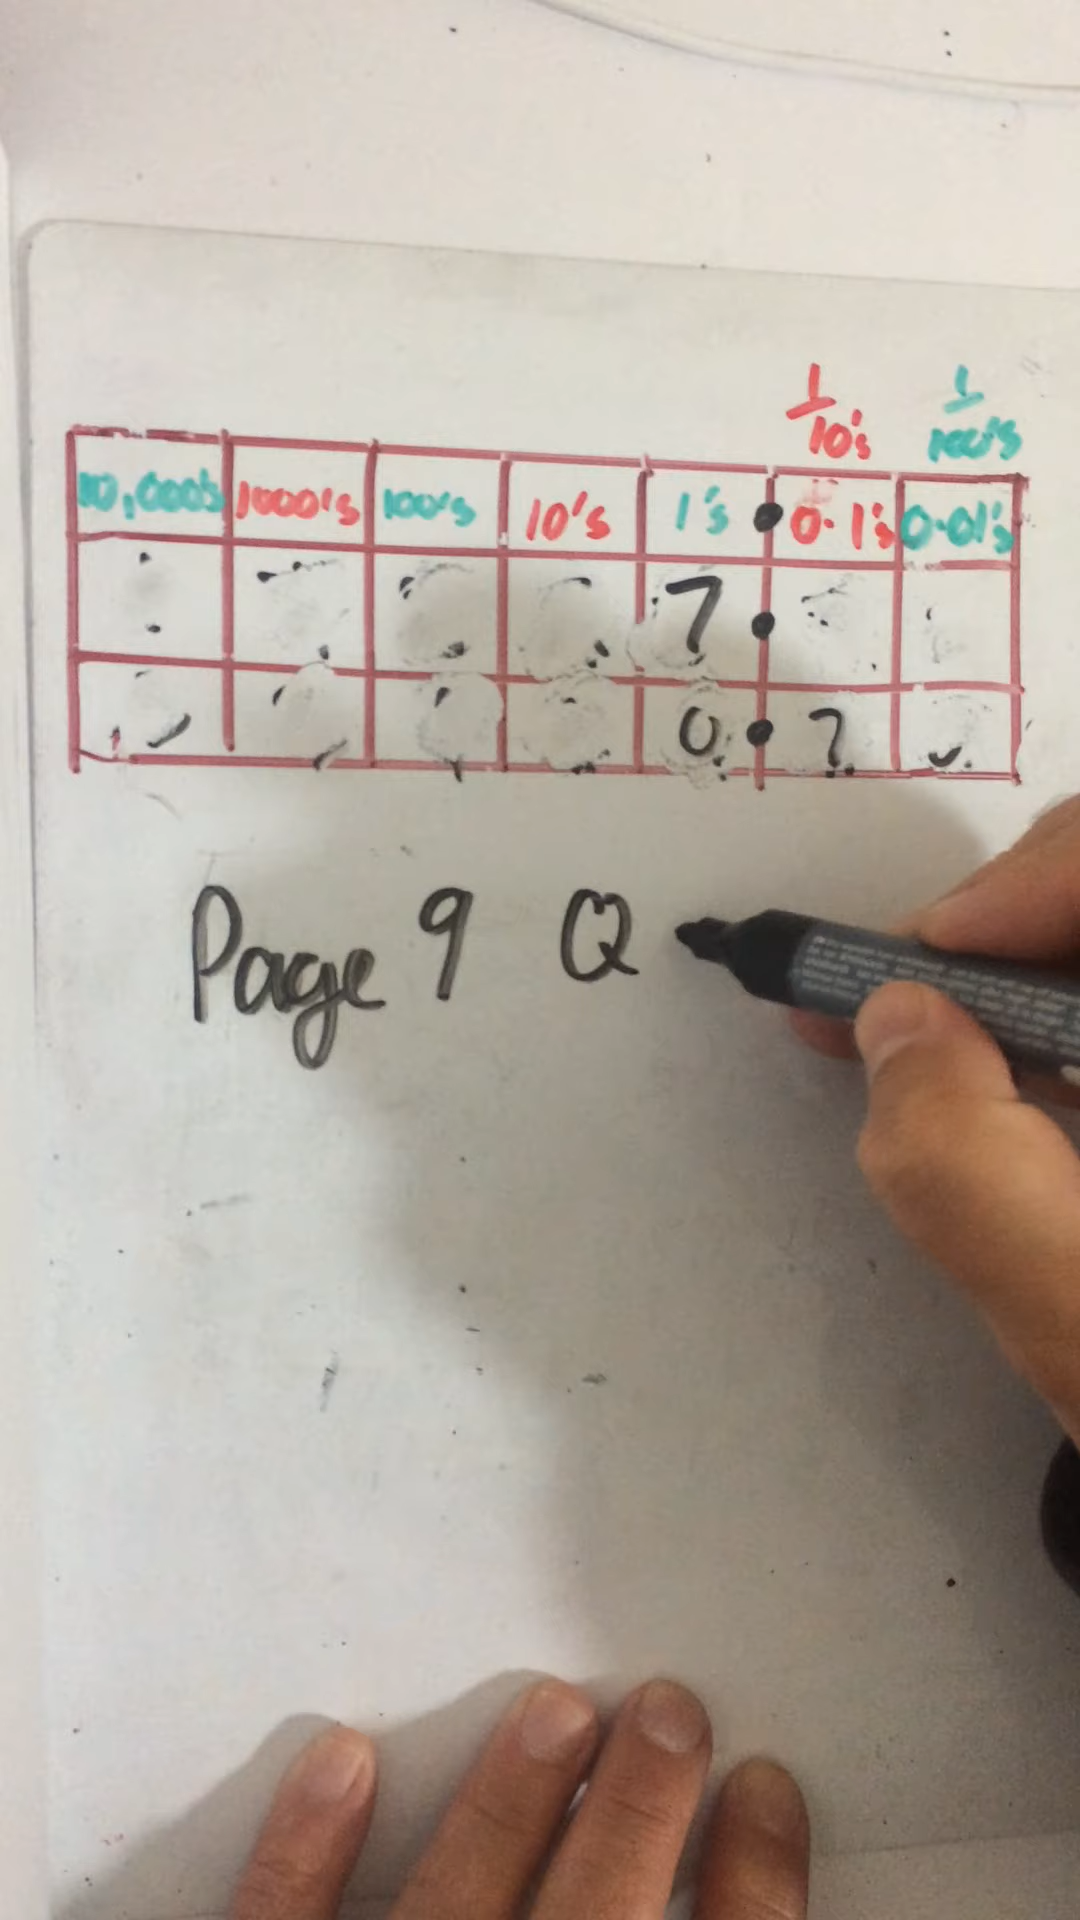 1/10's 1/100's
10,000's 1000's 100's 10's 1's • 0.1's 0.01's
7 •
0 • 7
Page 9 Q